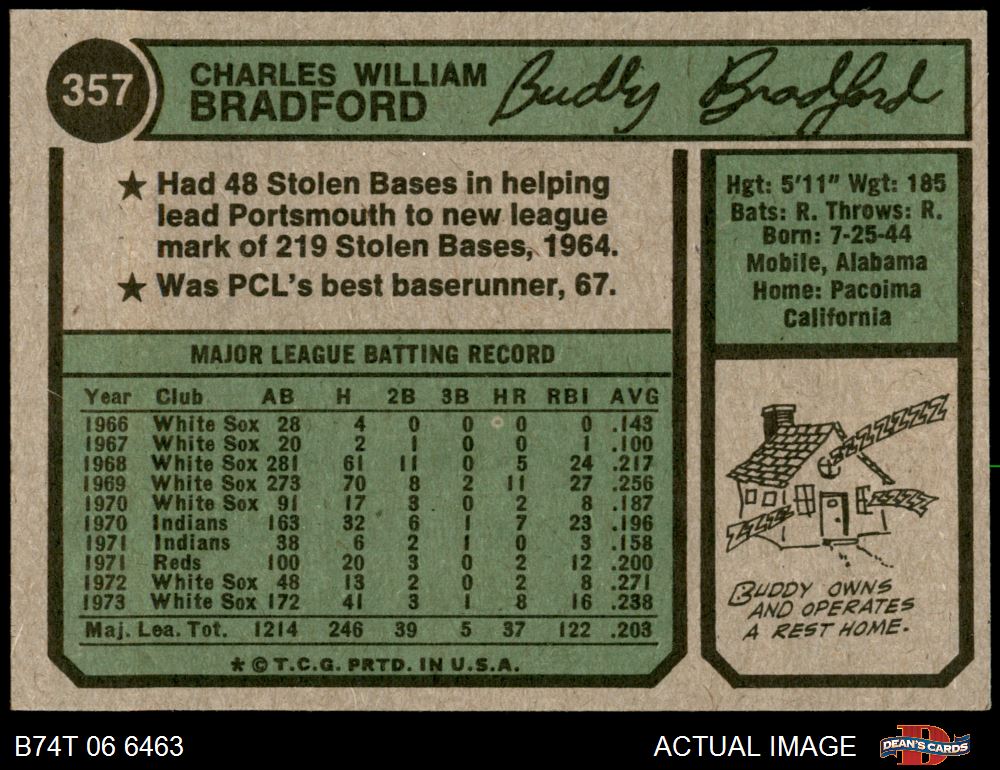 357
CHARLES WILLIAM
BRADFORD
Buddy Bradford
★ Had 48 Stolen Bases in helping
lead Portsmouth to new league
mark of 219 Stolen Bases, 1964.
★ Was PCL's best baserunner, 67.
Hgt: 5'11" Wgt: 185
Bats: R. Throws: R.
Born: 7-25-44
Mobile, Alabama
Home: Pacoima
California
MAJOR LEAGUE BATTING RECORD
Year Club AB H 2B 3B HR RBI AVG
1966 White Sox 28 4 0 0 0 0 .143
1967 White Sox 20 2 1 0 0 1 .100
1968 White Sox 281 61 11 0 5 24 .217
1969 White Sox 273 70 8 2 11 27 .256
1970 White Sox 91 17 3 0 2 8 .187
1970 Indians 163 32 6 1 7 23 .196
1971 Indians 38 6 2 1 0 3 .158
1971 Reds 100 20 3 0 2 12 .200
1972 White Sox 48 13 2 0 2 8 .271
1973 White Sox 172 41 3 1 8 16 .238
Maj. Lea. Tot. 1214 246 39 5 37 122 .203
★ © T.C.G. PRTD. IN U.S.A.
ZZZZZZZ
ZZZZ
ZZZZ
BUDDY OWNS
AND OPERATES
A REST HOME.
B74T 06 6463
ACTUAL IMAGE
D
DEAN'S CARDS